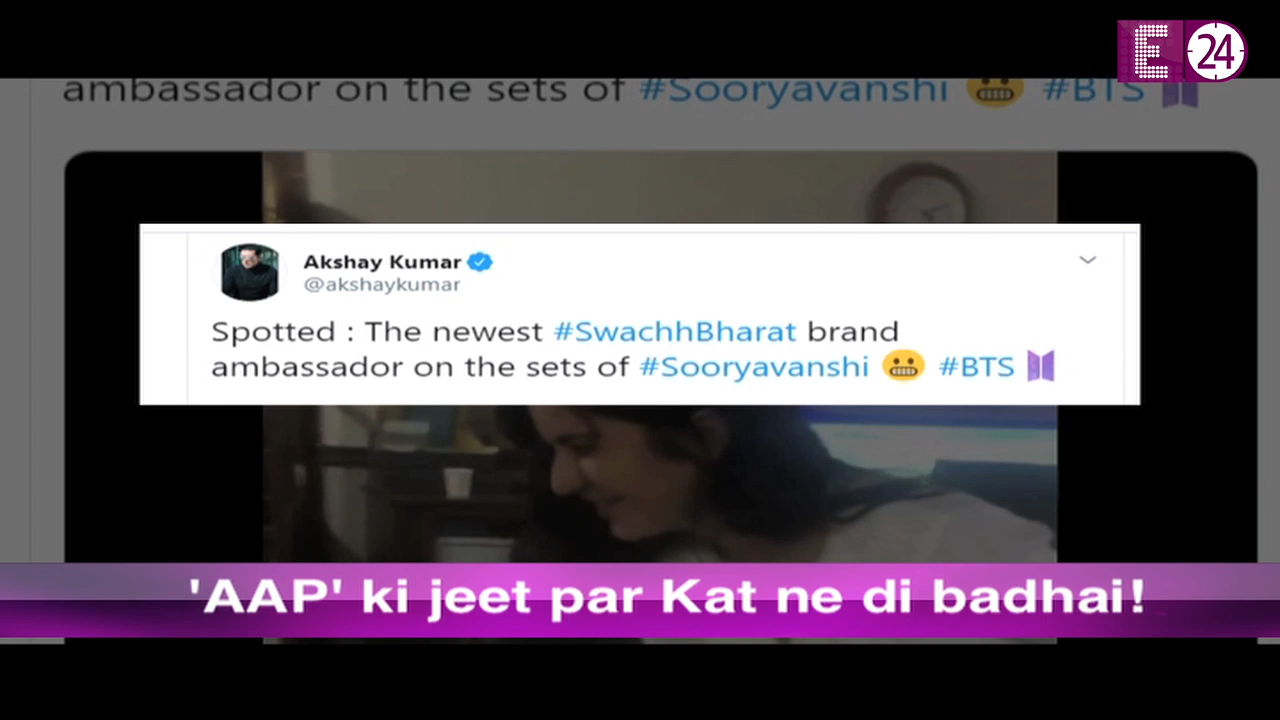 E 24
ambassador on the sets of #Sooryavanshi 😬 #BTS
Akshay Kumar
@akshaykumar
Spotted : The newest #SwachhBharat brand
ambassador on the sets of #Sooryavanshi 😬 #BTS
'AAP' ki jeet par Kat ne di badhai!